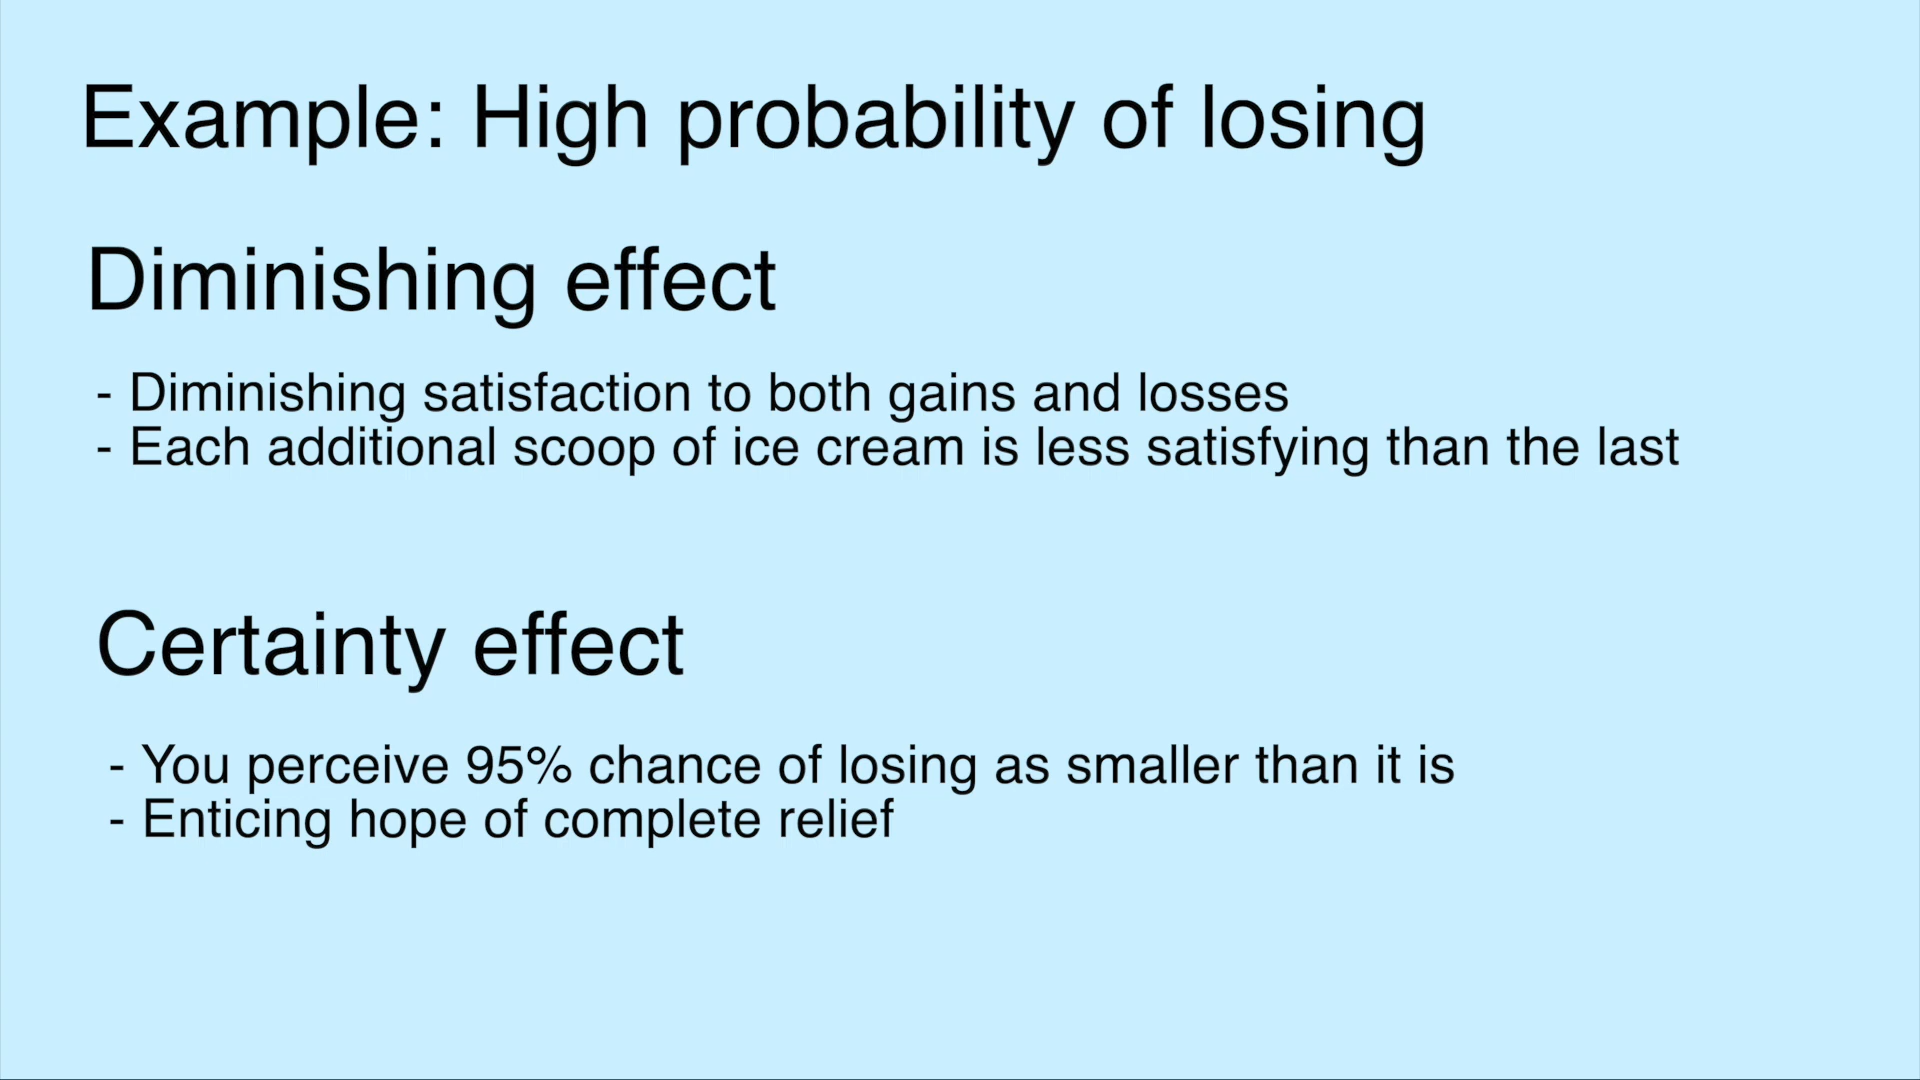 Example: High probability of losing
Diminishing effect
- Diminishing satisfaction to both gains and losses
- Each additional scoop of ice cream is less satisfying than the last
Certainty effect
- You perceive 95% chance of losing as smaller than it is
- Enticing hope of complete relief